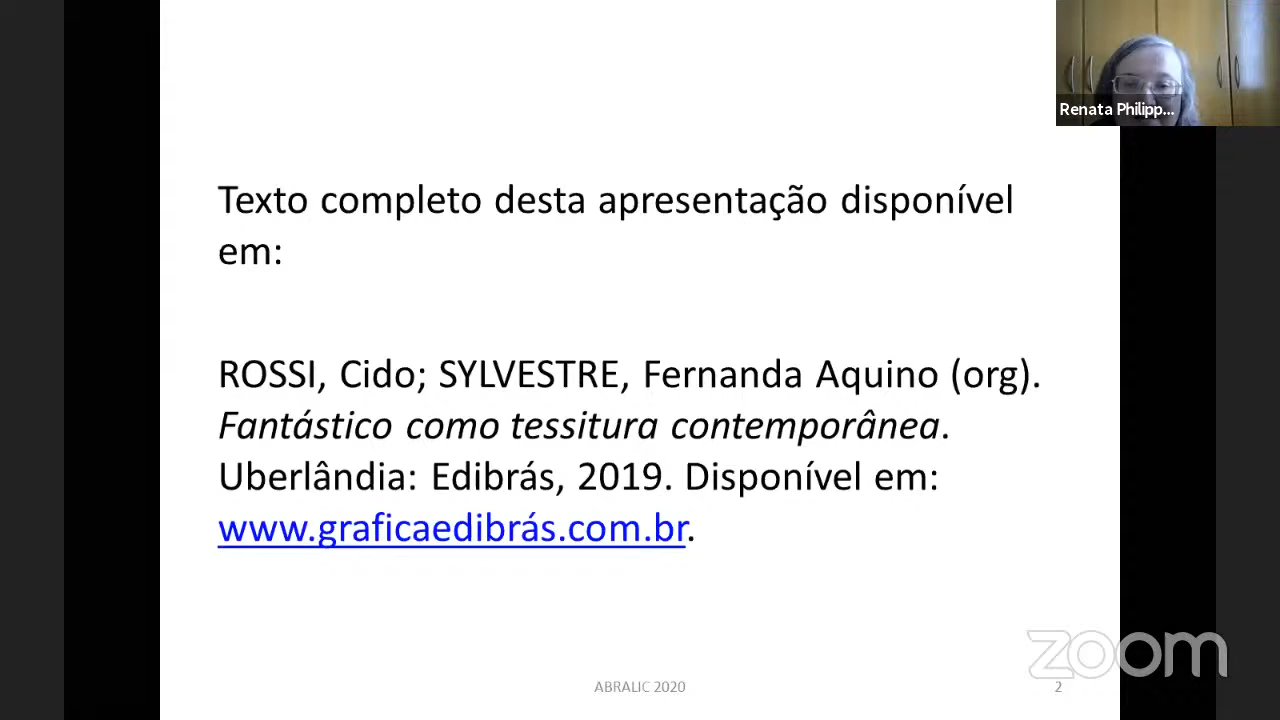 Renata Philipp...
Texto completo desta apresentação disponível
em:
ROSSI, Cido; SYLVESTRE, Fernanda Aquino (org).
Fantástico como tessitura contemporânea.
Uberlândia: Edibrás, 2019. Disponível em:
www.graficaedibrás.com.br.
zoom
ABRALIC 2020
2